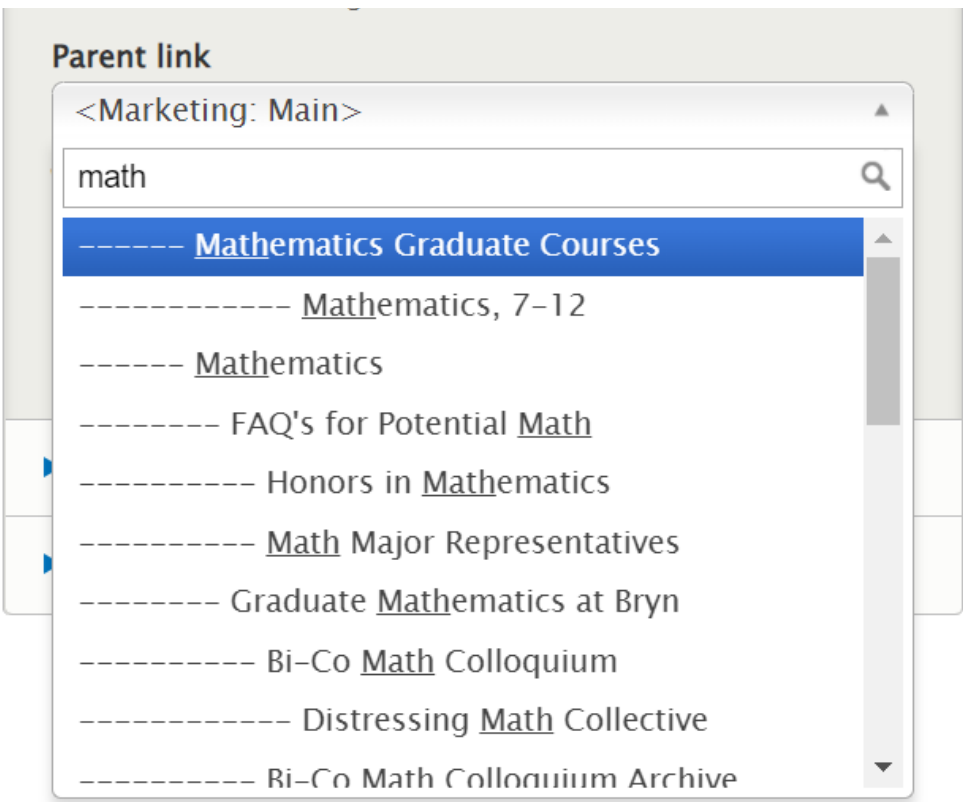 Parent link
<Marketing: Main>
math
------ Mathematics Graduate Courses
------------ Mathematics, 7-12
------ Mathematics
-------- FAQ's for Potential Math
---------- Honors in Mathematics
---------- Math Major Representatives
-------- Graduate Mathematics at Bryn
---------- Bi-Co Math Colloquium
------------ Distressing Math Collective
---------- Bi-Co Math Colloquium Archive